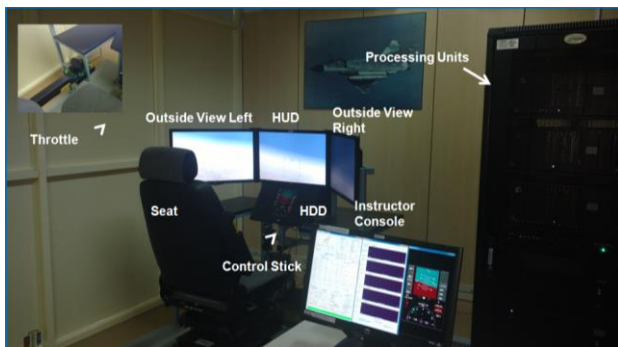 Processing Units
Outside View Left
HUD
Outside View
Right
Throttle
Seat
HDD
Instructor
Console
Control Stick